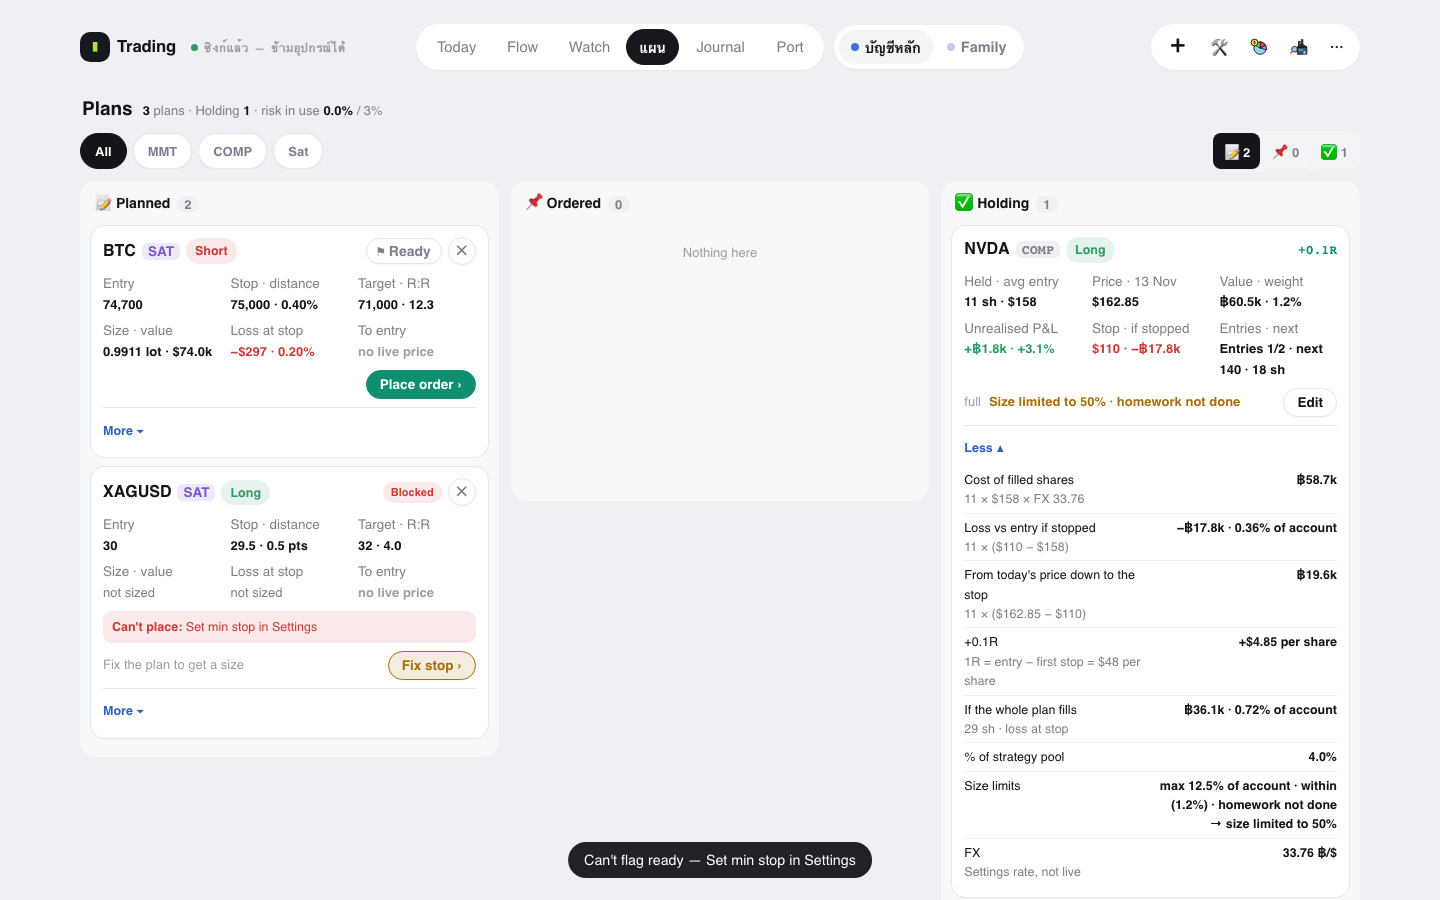 Trading
ซิงก์แล้ว — ข้ามอุปกรณ์ได้
Today
Flow
Watch
แผน
Journal
Port
บัญชีหลัก
Family
Plans 3 plans · Holding 1 · risk in use 0.0% / 3%
All
MMT
COMP
Sat
2
0
1
Planned 2
BTC SAT Short
Ready
Entry
Stop · distance
Target · R:R
74,700
75,000 · 0.40%
71,000 · 12.3
Size · value
Loss at stop
To entry
0.9911 lot · $74.0k
−$297 · 0.20%
no live price
Place order ›
More
XAGUSD SAT Long
Blocked
Entry
Stop · distance
Target · R:R
30
29.5 · 0.5 pts
32 · 4.0
Size · value
Loss at stop
To entry
not sized
not sized
no live price
Can't place: Set min stop in Settings
Fix the plan to get a size
Fix stop ›
More
Ordered 0
Nothing here
Holding 1
NVDA COMP Long
+0.1R
Held · avg entry
Price · 13 Nov
Value · weight
11 sh · $158
$162.85
฿60.5k · 1.2%
Unrealised P&L
Stop · if stopped
Entries · next
+฿1.8k · +3.1%
$110 · −฿17.8k
Entries 1/2 · next
140 · 18 sh
full Size limited to 50% · homework not done
Edit
Less
Cost of filled shares
฿58.7k
11 × $158 × FX 33.76
Loss vs entry if stopped
−฿17.8k · 0.36% of account
11 × ($110 − $158)
From today's price down to the
stop
฿19.6k
11 × ($162.85 − $110)
+0.1R
+$4.85 per share
1R = entry − first stop = $48 per
share
If the whole plan fills
฿36.1k · 0.72% of account
29 sh · loss at stop
% of strategy pool
4.0%
Size limits
max 12.5% of account · within
(1.2%) · homework not done
→ size limited to 50%
FX
33.76 ฿/$
Settings rate, not live
Can't flag ready — Set min stop in Settings